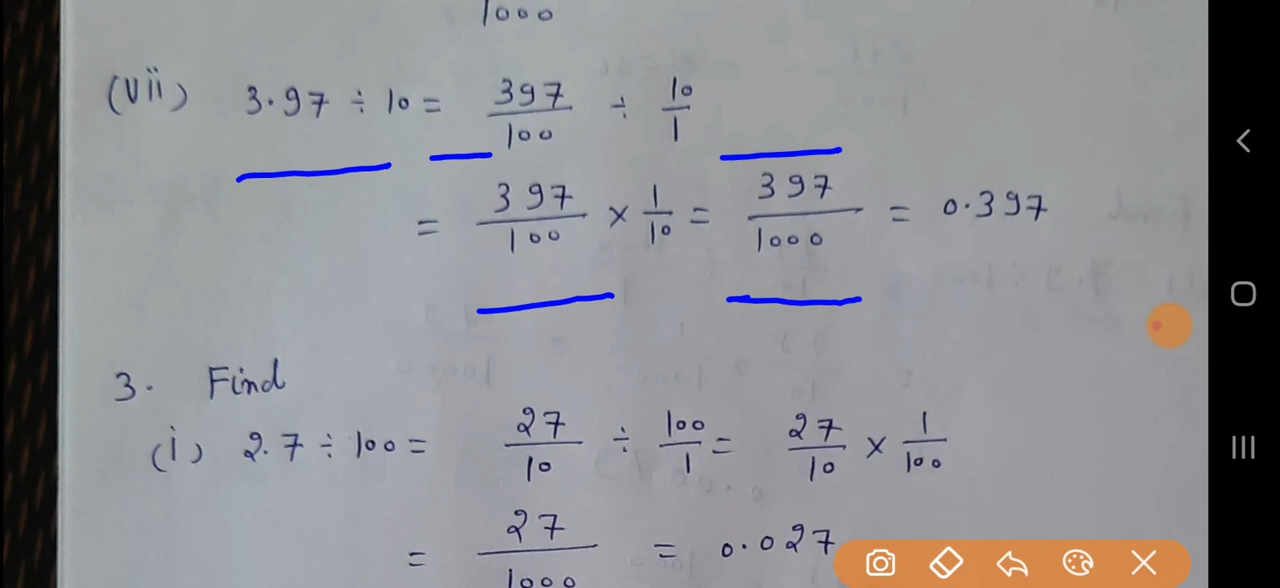 1000
(vii) 3.97 ÷ 10 = 397/100 ÷ 10/1
= 397/100 × 1/10 = 397/1000 = 0.397
3. Find
(i) 2.7 ÷ 100 = 27/10 ÷ 100/1 = 27/10 × 1/100
= 27/1000 = 0.027